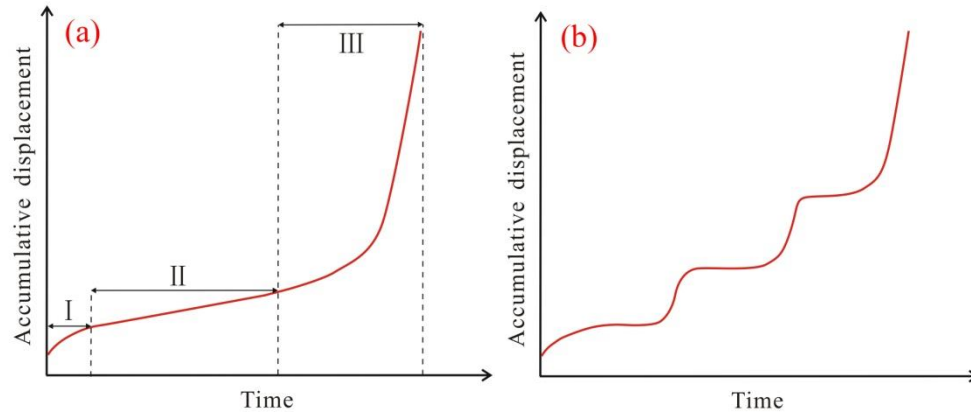 (a)
III
II
I
Accumulative displacement
Time
(b)
Accumulative displacement
Time